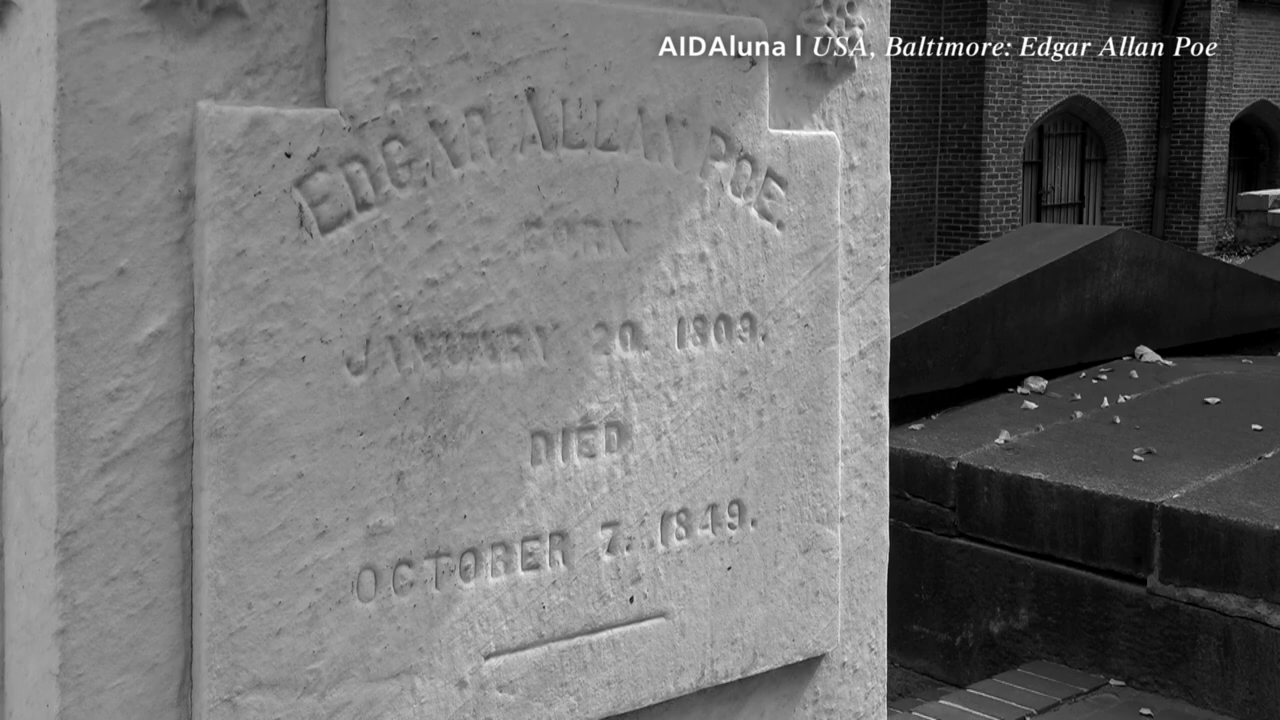 AIDAluna | USA, Baltimore: Edgar Allan Poe
EDGAR ALLAN POE
BORN
JANUARY 20. 1809.
DIED
OCTOBER 7. 1849.